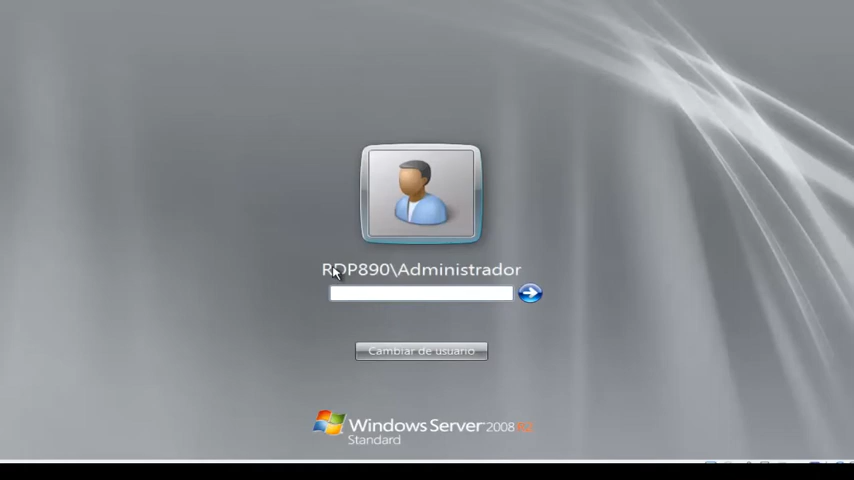 RDP890\Administrador
Cambiar de usuario
Windows Server 2008 R2
Standard